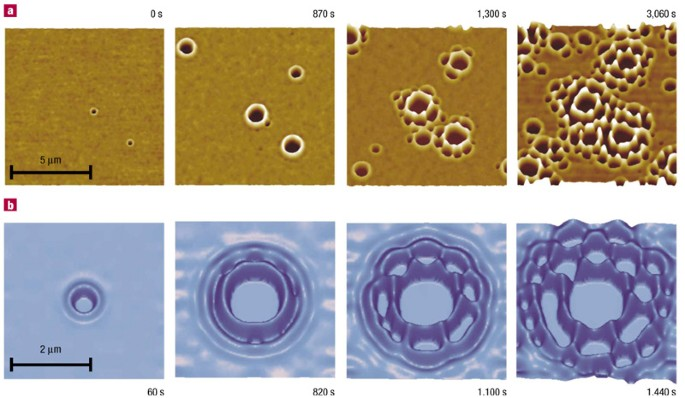 a
0 s
870 s
1,300 s
3,060 s
5 μm
b
2 μm
60 s
820 s
1.100 s
1.440 s